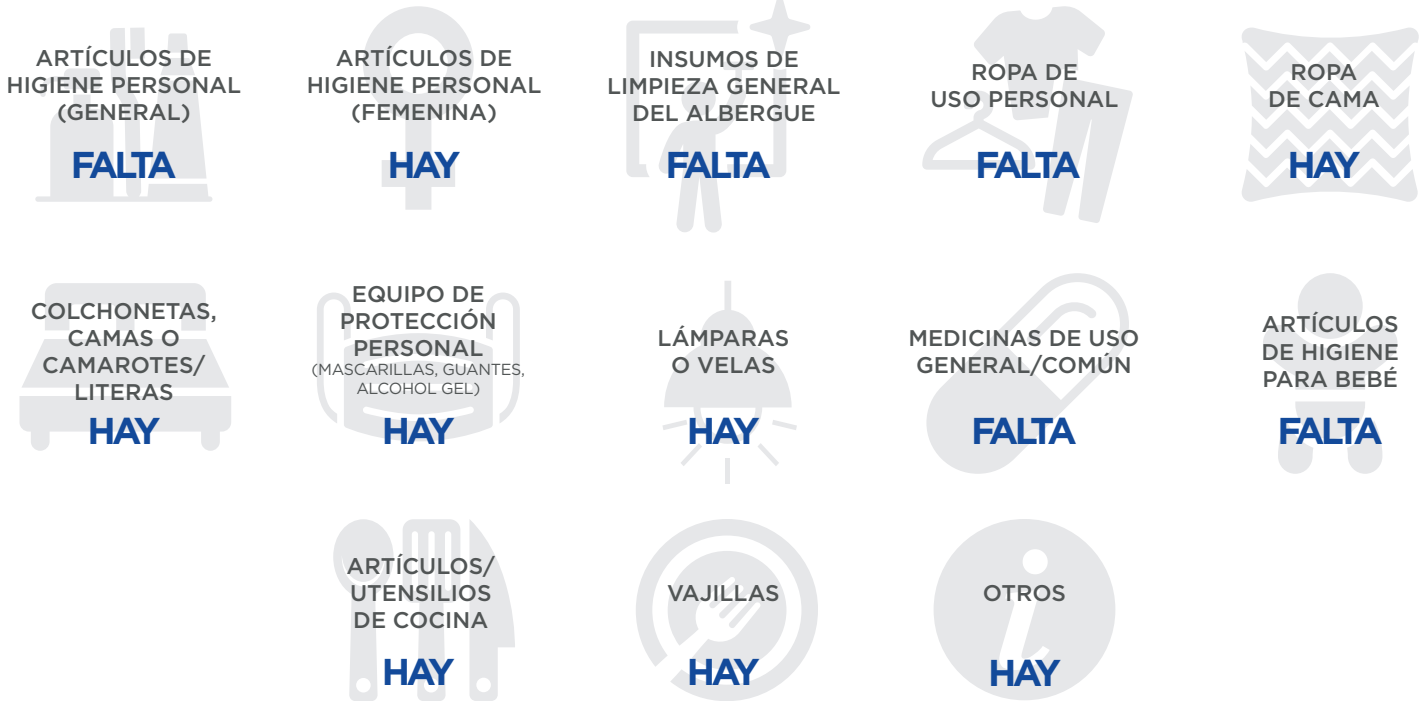 ARTÍCULOS DE
HIGIENE PERSONAL
(GENERAL)
FALTA
ARTÍCULOS DE
HIGIENE PERSONAL
(FEMENINA)
HAY
INSUMOS DE
LIMPIEZA GENERAL
DEL ALBERGUE
FALTA
ROPA DE
USO PERSONAL
FALTA
ROPA
DE CAMA
HAY
COLCHONETAS,
CAMAS O
CAMAROTES/
LITERAS
HAY
EQUIPO DE
PROTECCIÓN
PERSONAL
(MASCARILLAS, GUANTES,
ALCOHOL GEL)
HAY
LÁMPARAS
O VELAS
HAY
MEDICINAS DE USO
GENERAL/COMÚN
FALTA
ARTÍCULOS
DE HIGIENE
PARA BEBÉ
FALTA
ARTÍCULOS/
UTENSILIOS
DE COCINA
HAY
VAJILLAS
HAY
OTROS
HAY